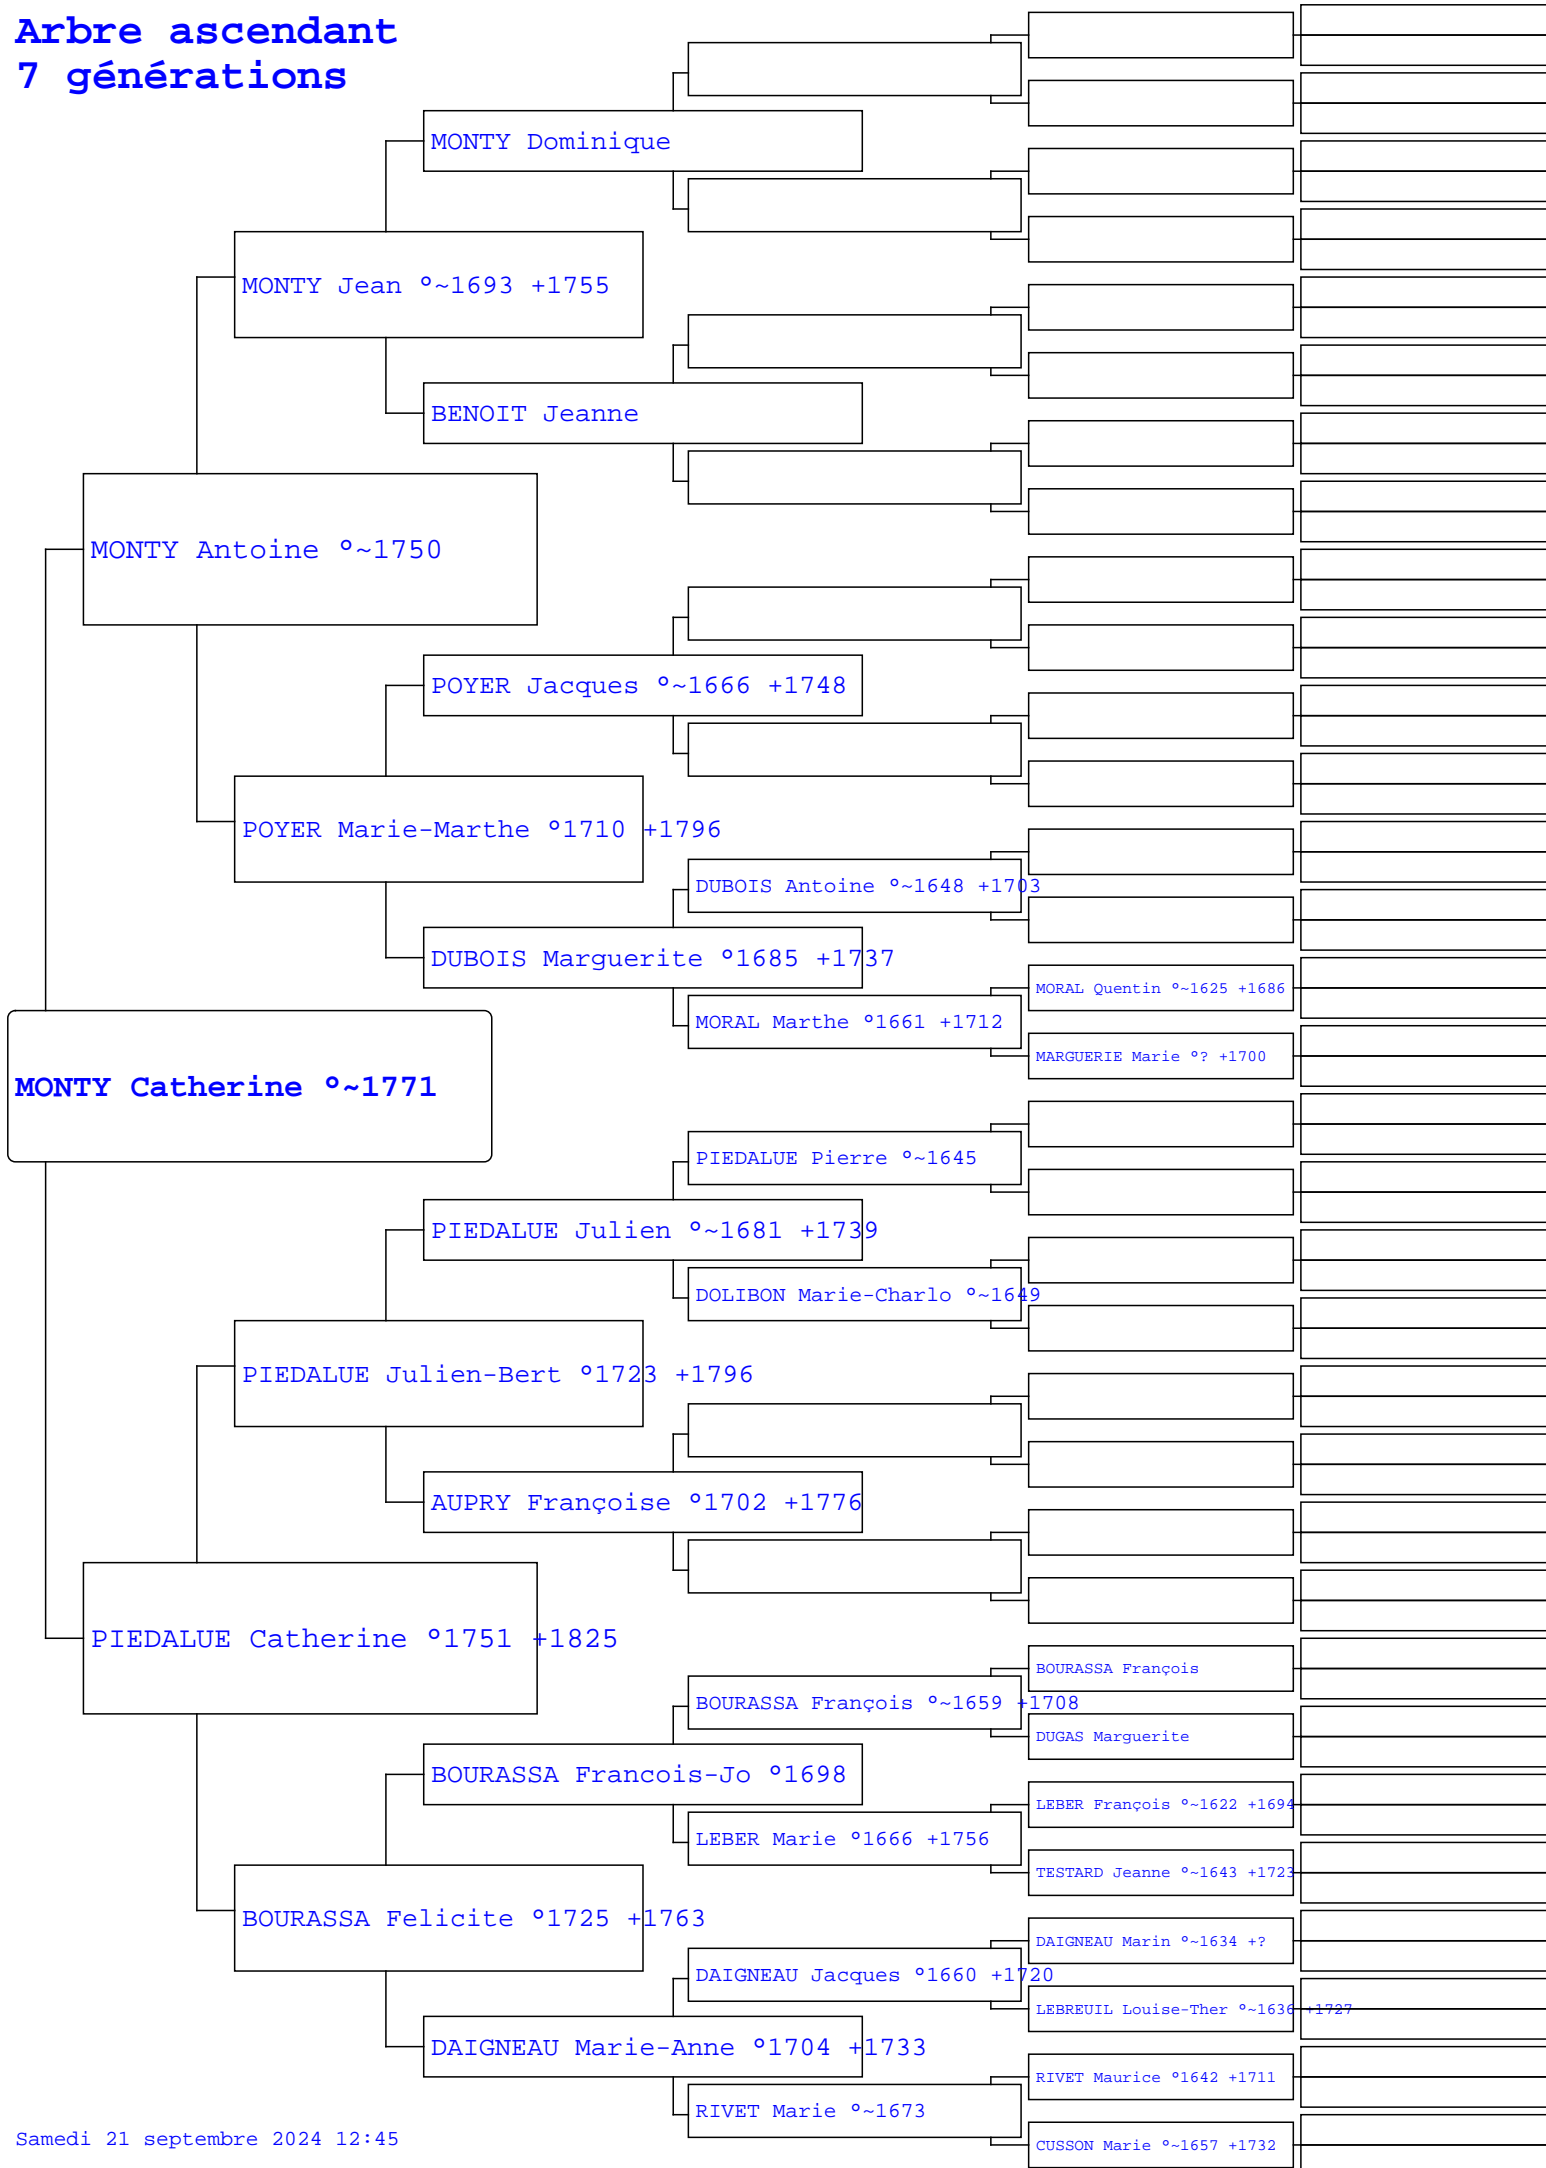 Arbre ascendant
7 générations
MONTY Dominique
MONTY Jean °~1693 +1755
BENOIT Jeanne
MONTY Antoine °~1750
POYER Jacques °~1666 +1748
POYER Marie-Marthe °1710 +1796
DUBOIS Antoine °~1648 +1703
DUBOIS Marguerite °1685 +1737
MORAL Quentin °~1625 +1686
MORAL Marthe °1661 +1712
MARGUERIE Marie °? +1700
MONTY Catherine °~1771
PIEDALUE Pierre °~1645
PIEDALUE Julien °~1681 +1739
DOLIBON Marie-Charlo °~1649
PIEDALUE Julien-Bert °1723 +1796
AUPRY Françoise °1702 +1776
PIEDALUE Catherine °1751 +1825
BOURASSA François
BOURASSA François °~1659 +1708
DUGAS Marguerite
BOURASSA Francois-Jo °1698
LEBER François °~1622 +1694
LEBER Marie °1666 +1756
TESTARD Jeanne °~1643 +1723
BOURASSA Felicite °1725 +1763
DAIGNEAU Marin °~1634 +?
DAIGNEAU Jacques °1660 +1720
LEBREUIL Louise-Ther °~1636 +1727
DAIGNEAU Marie-Anne °1704 +1733
RIVET Maurice °1642 +1711
RIVET Marie °~1673
CUSSON Marie °~1657 +1732
Samedi 21 septembre 2024 12:45